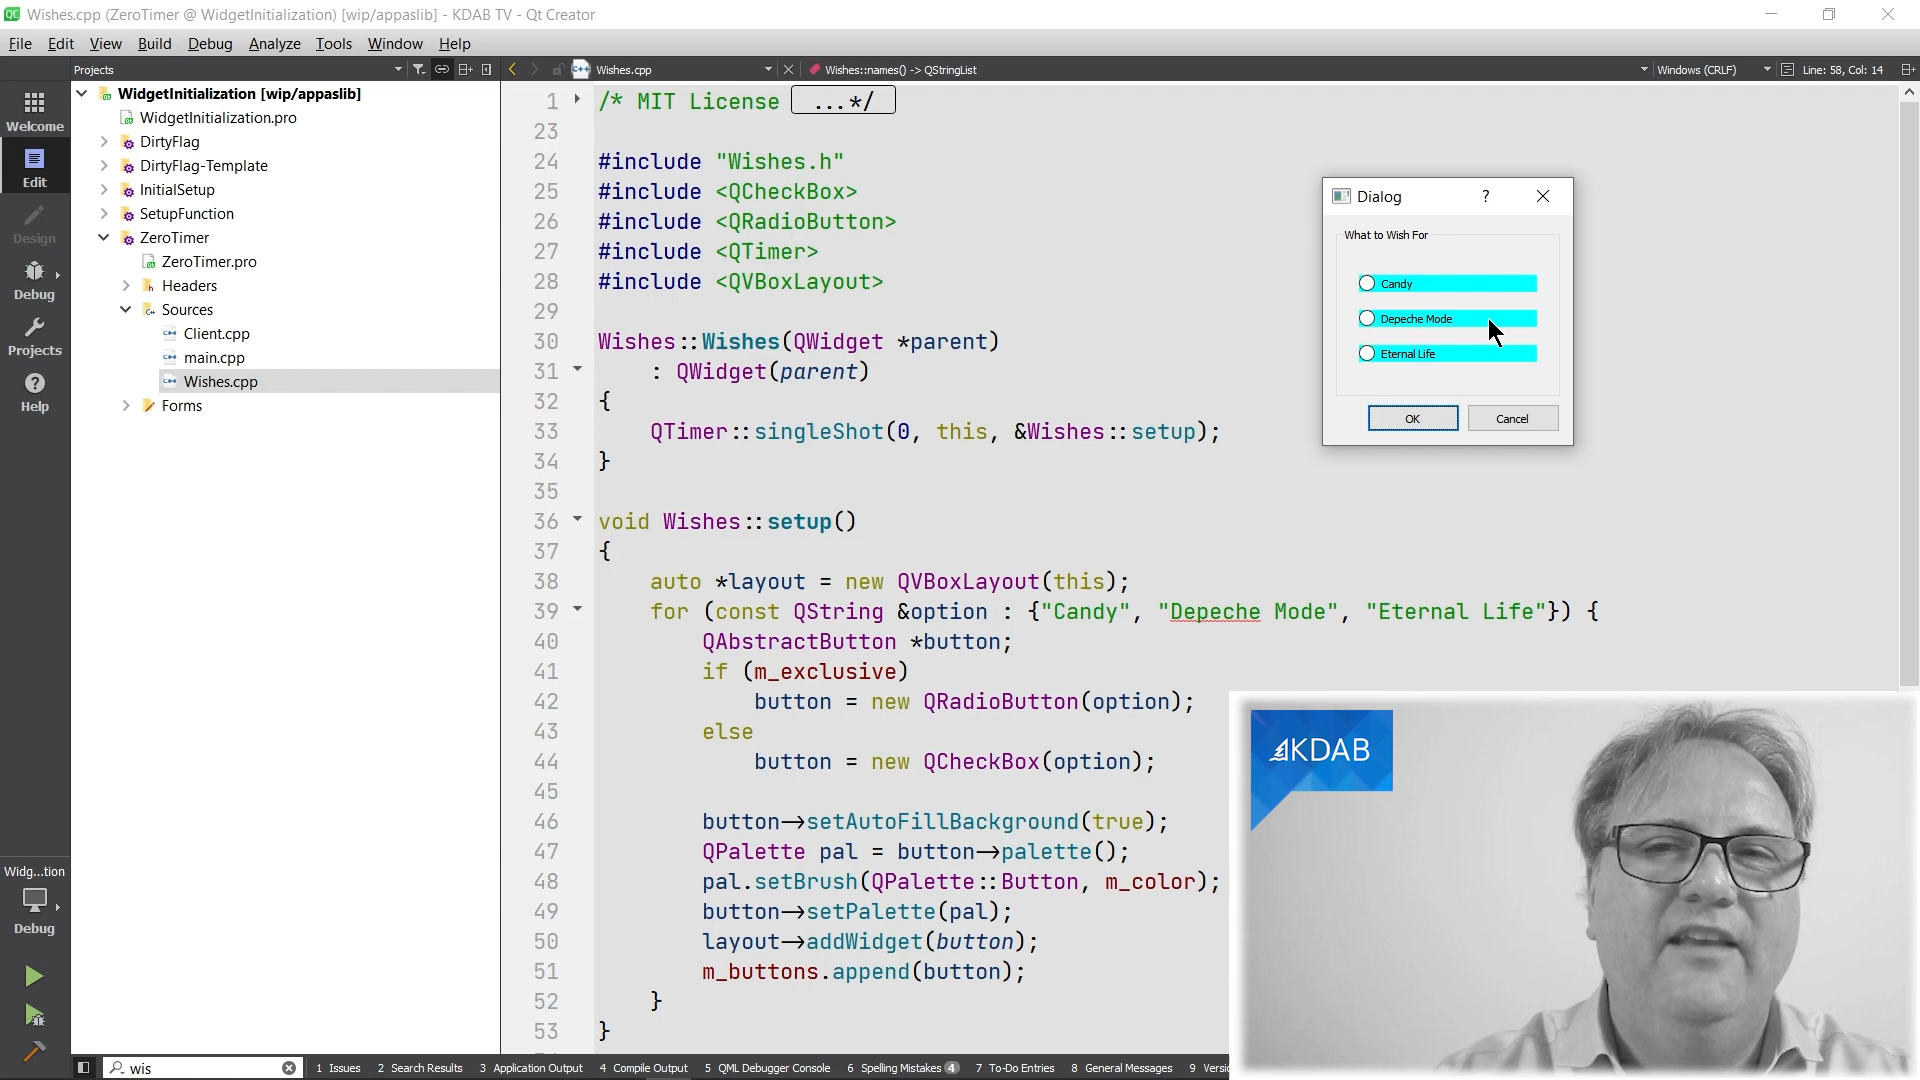 Wishes.cpp (ZeroTimer @ WidgetInitialization) [wip/appaslib] - KDAB TV - Qt Creator
File Edit View Build Debug Analyze Tools Window Help
Projects
Wishes.cpp
Wishes::names() -> QStringList
Windows (CRLF)
Line: 58, Col: 14
Welcome
Edit
Design
Debug
Projects
Help
Widg...tion
Debug
WidgetInitialization [wip/appaslib]
WidgetInitialization.pro
DirtyFlag
DirtyFlag-Template
InitialSetup
SetupFunction
ZeroTimer
ZeroTimer.pro
Headers
Sources
Client.cpp
main.cpp
Wishes.cpp
Forms
1 /* MIT License ...*/
23
24 #include "Wishes.h"
25 #include <QCheckBox>
26 #include <QRadioButton>
27 #include <QTimer>
28 #include <QVBoxLayout>
29
30 Wishes::Wishes(QWidget *parent)
31 : QWidget(parent)
32 {
33 QTimer::singleShot(0, this, &Wishes::setup);
34 }
35
36 void Wishes::setup()
37 {
38 auto *layout = new QVBoxLayout(this);
39 for (const QString &option : {"Candy", "Depeche Mode", "Eternal Life"}) {
40 QAbstractButton *button;
41 if (m_exclusive)
42 button = new QRadioButton(option);
43 else
44 button = new QCheckBox(option);
45
46 button->setAutoFillBackground(true);
47 QPalette pal = button->palette();
48 pal.setBrush(QPalette::Button, m_color);
49 button->setPalette(pal);
50 layout->addWidget(button);
51 m_buttons.append(button);
52 }
53 }
Dialog ?
What to Wish For
Candy
Depeche Mode
Eternal Life
OK Cancel
KDAB
wis
1 Issues 2 Search Results 3 Application Output 4 Compile Output 5 QML Debugger Console 6 Spelling Mistakes 4 7 To-Do Entries 8 General Messages 9